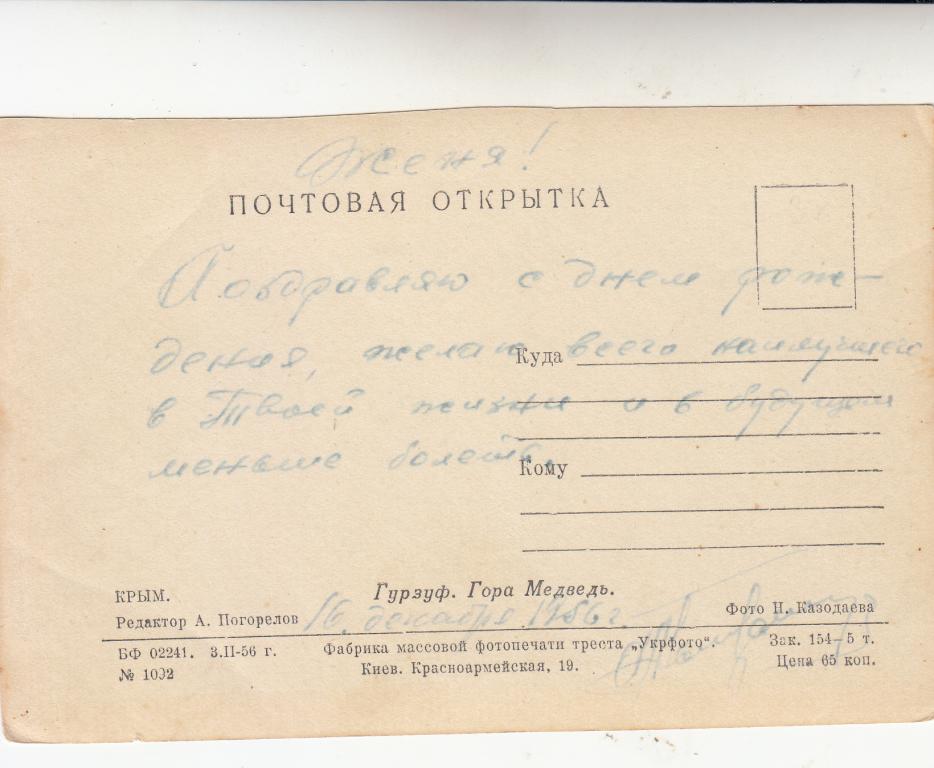 Женя!
ПОЧТОВАЯ ОТКРЫТКА
Поздравляю с днем рож-
дения, желаю всего наилучшего
Куда
в Твоей жизни и в будущем
меньше болеть.
Кому
КРЫМ.
Гурзуф. Гора Медведь.
Редактор А. Погорелов
16 декабря 1956 г.
Фото Н. Казодаева
БФ 02241. 3.II-56 г.
Фабрика массовой фотопечати треста „Укрфото“.
Зак. 154—5 т.
№ 1092
Киев. Красноармейская, 19.
Цена 65 коп.